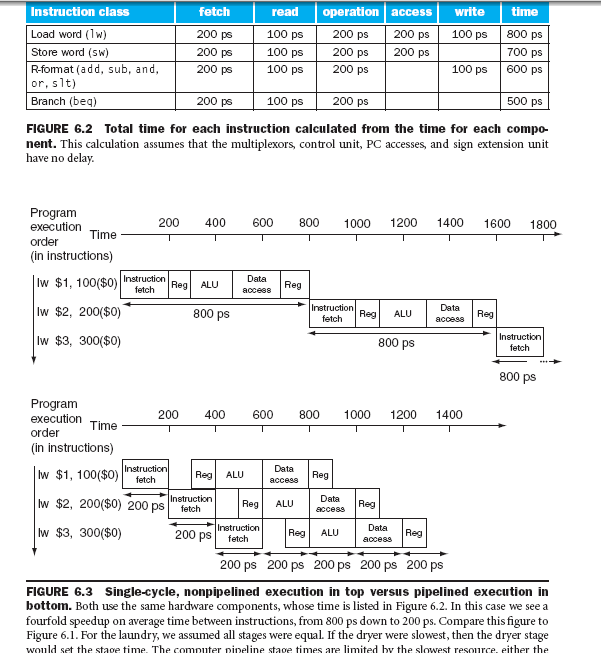 Instruction class fetch read operation access write time
Load word (lw) 200 ps 100 ps 200 ps 200 ps 100 ps 800 ps
Store word (sw) 200 ps 100 ps 200 ps 200 ps 700 ps
R-format (add, sub, and, 200 ps 100 ps 200 ps 100 ps 600 ps
or, slt)
Branch (beq) 200 ps 100 ps 200 ps 500 ps
FIGURE 6.2 Total time for each instruction calculated from the time for each compo-
nent. This calculation assumes that the multiplexors, control unit, PC accesses, and sign extension unit
have no delay.
Program
execution
order
(in instructions)
Time
200 400 600 800 1000 1200 1400 1600 1800
lw $1, 100($0) Instruction fetch Reg ALU Data access Reg
lw $2, 200($0) 800 ps Instruction fetch Reg ALU Data access Reg
lw $3, 300($0) 800 ps Instruction fetch
800 ps
Program
execution
order
(in instructions)
Time
200 400 600 800 1000 1200 1400
lw $1, 100($0) Instruction fetch Reg ALU Data access Reg
lw $2, 200($0) 200 ps Instruction fetch Reg ALU Data access Reg
lw $3, 300($0) 200 ps Instruction fetch Reg ALU Data access Reg
200 ps 200 ps 200 ps 200 ps 200 ps
FIGURE 6.3 Single-cycle, nonpipelined execution in top versus pipelined execution in
bottom. Both use the same hardware components, whose time is listed in Figure 6.2. In this case we see a
fourfold speedup on average time between instructions, from 800 ps down to 200 ps. Compare this figure to
Figure 6.1. For the laundry, we assumed all stages were equal. If the dryer were slowest, then the dryer stage
would set the stage time. The computer pipeline stage times are limited by the slowest resource, either the